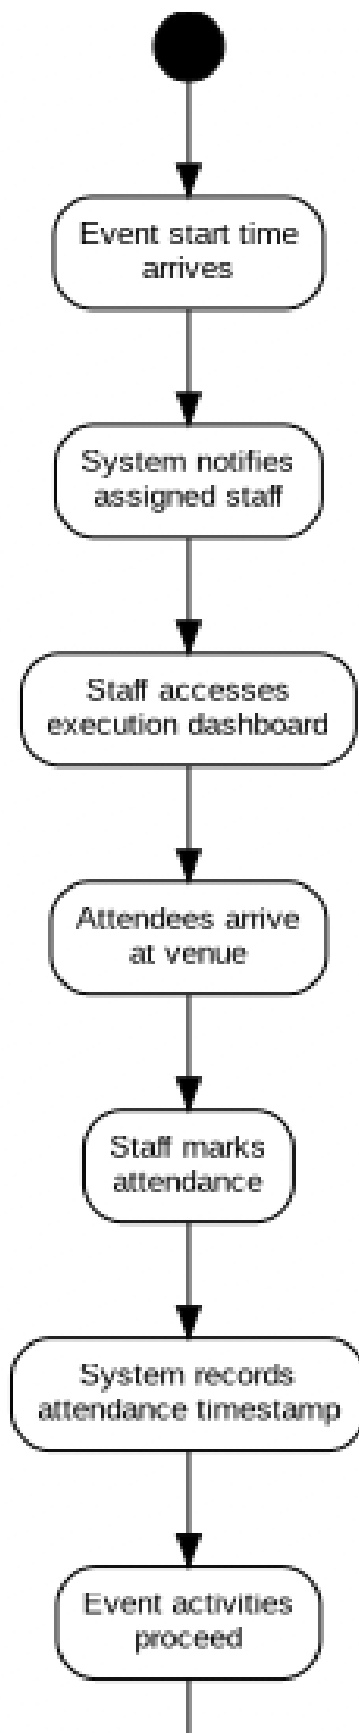 Event start time
arrives
System notifies
assigned staff
Staff accesses
execution dashboard
Attendees arrive
at venue
Staff marks
attendance
System records
attendance timestamp
Event activities
proceed